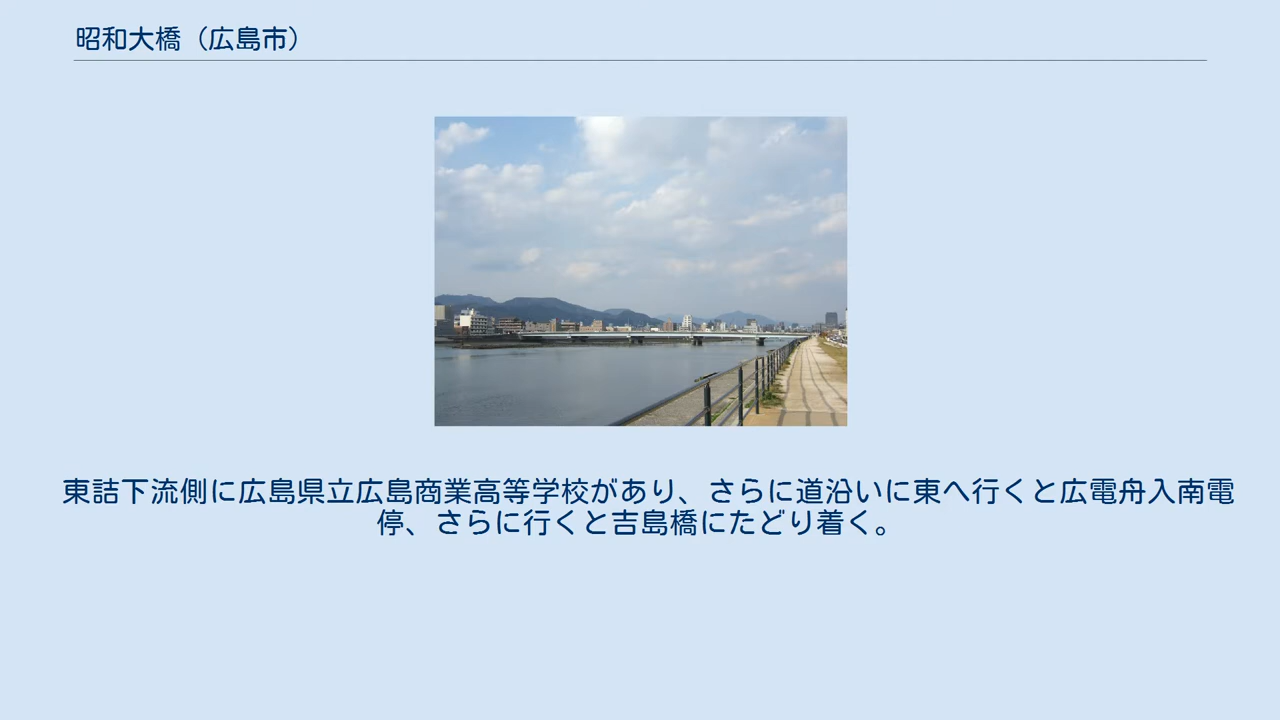 昭和大橋（広島市）
東詰下流側に広島県立広島商業高等学校があり、さらに道沿いに東へ行くと広電舟入南電
停、さらに行くと吉島橋にたどり着く。